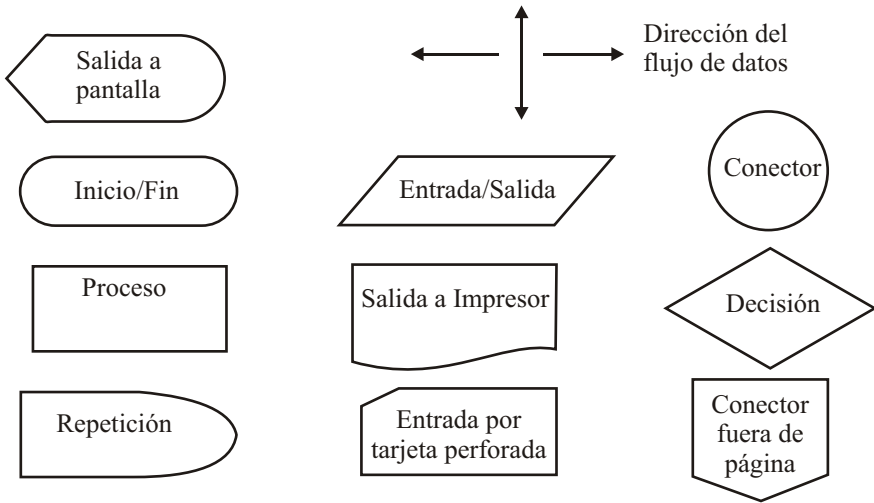 Salida a
pantalla
Dirección del
flujo de datos
Inicio/Fin
Entrada/Salida
Conector
Proceso
Salida a Impresor
Decisión
Repetición
Entrada por
tarjeta perforada
Conector
fuera de
página